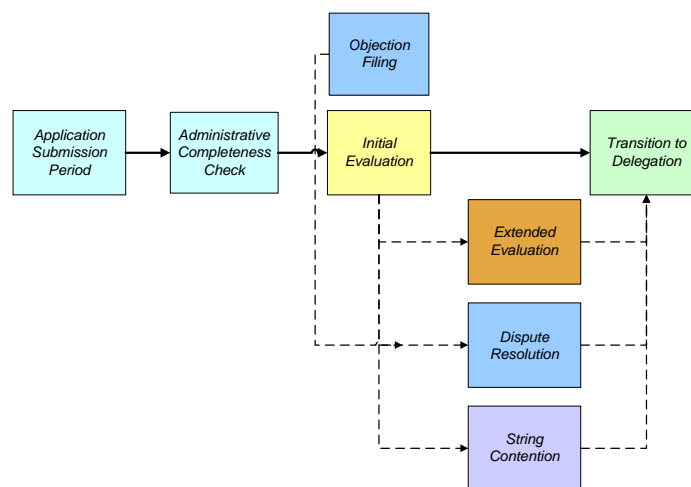 Objection
Filing
Application
Submission
Period
Administrative
Completeness
Check
Initial
Evaluation
Transition to
Delegation
Extended
Evaluation
Dispute
Resolution
String
Contention